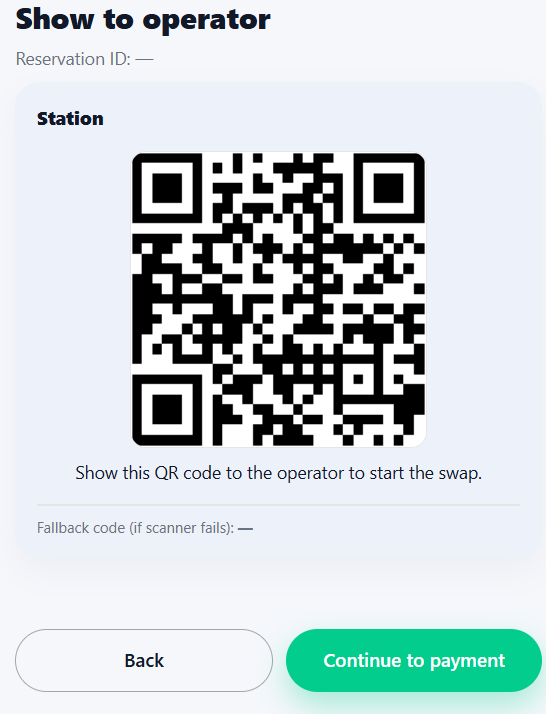 Show to operator
Reservation ID: —
Station
Show this QR code to the operator to start the swap.
Fallback code (if scanner fails): —
Back
Continue to payment